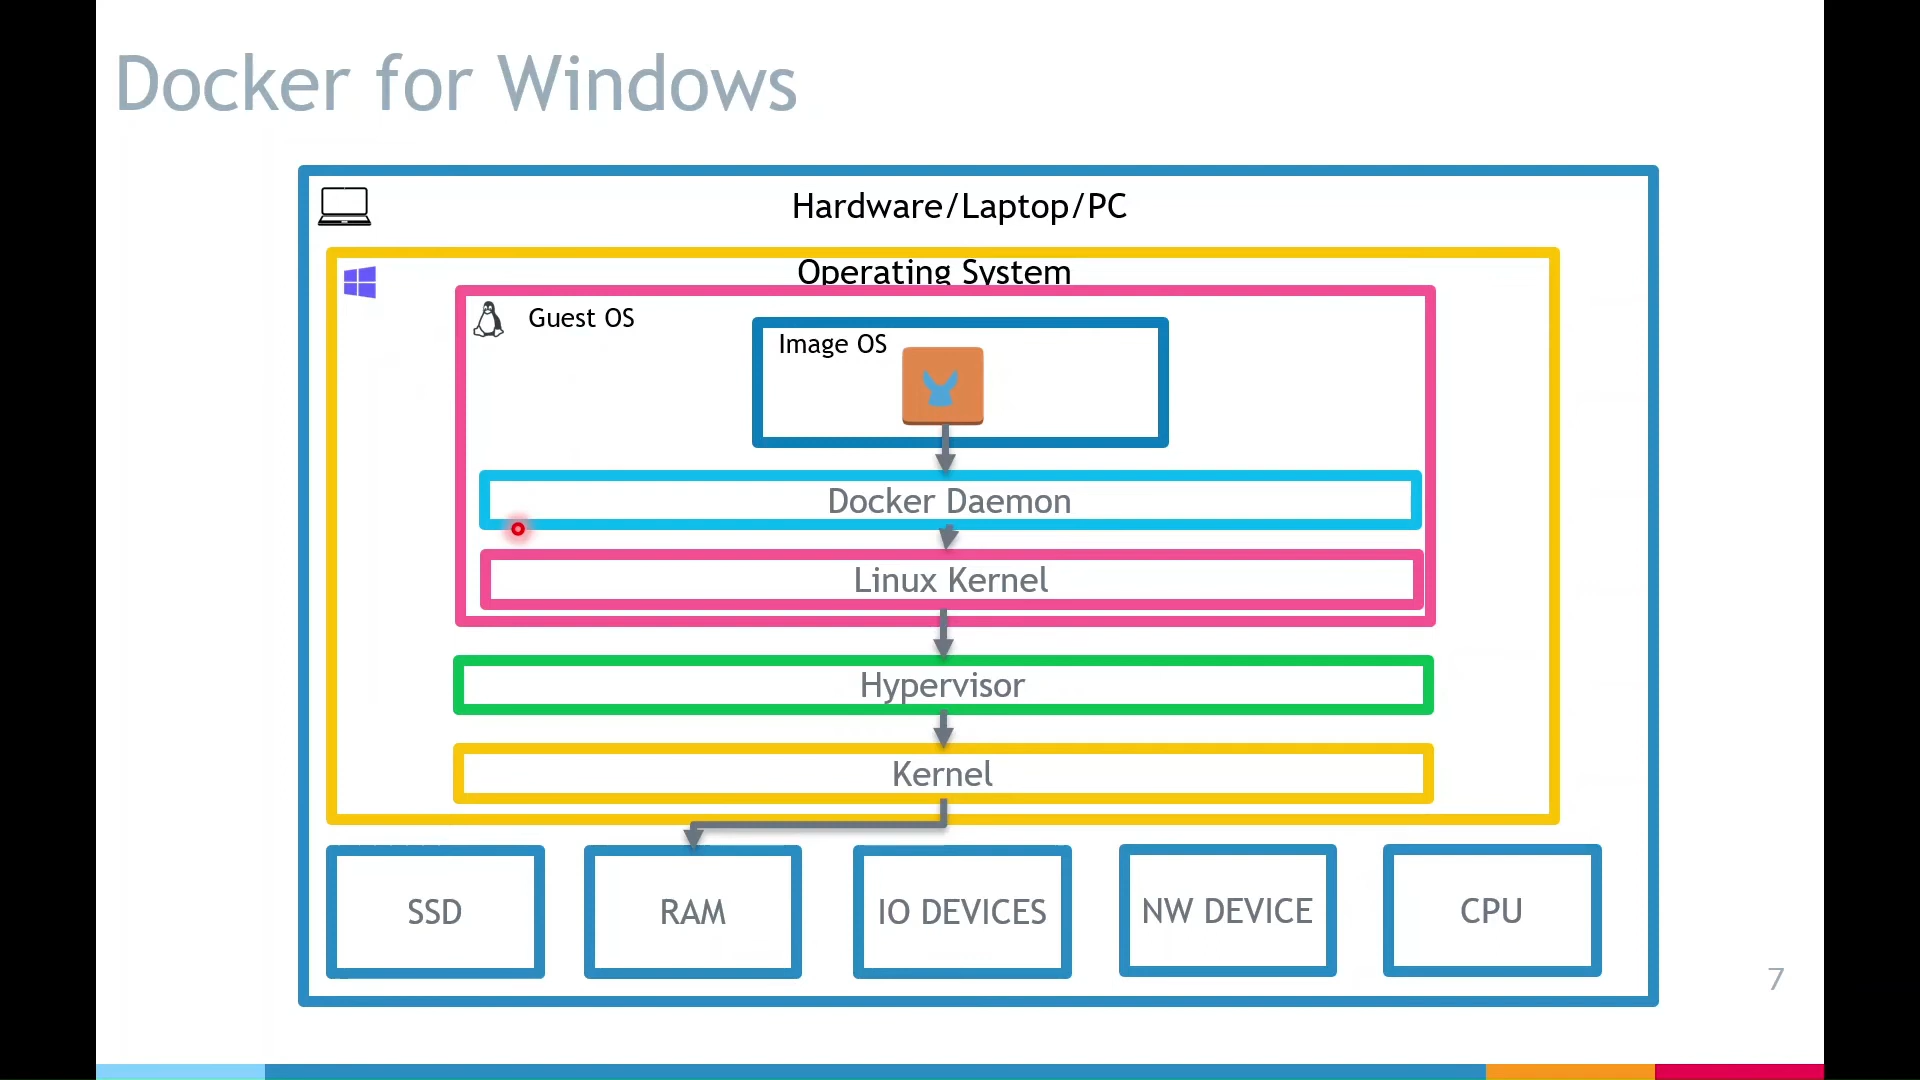 Docker for Windows
Hardware/Laptop/PC
Operating System
Guest OS
Image OS
Docker Daemon
Linux Kernel
Hypervisor
Kernel
SSD
RAM
IO DEVICES
NW DEVICE
CPU
7